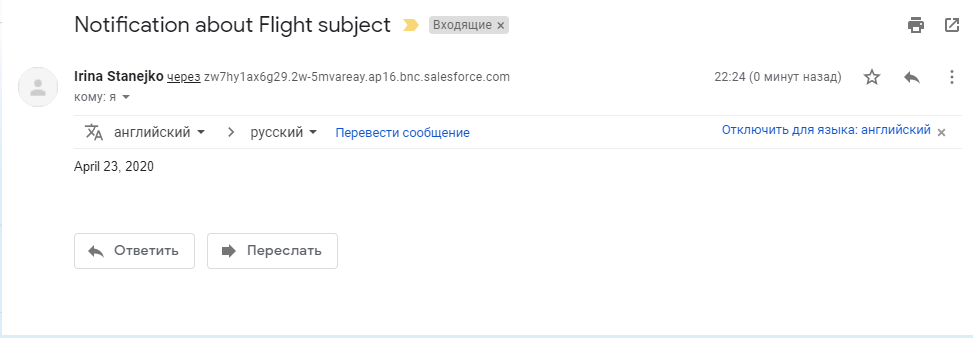 Notification about Flight subject Входящие ×
Irina Stanejko через zw7hy1ax6g29.2w-5mvareay.ap16.bnc.salesforce.com 22:24 (0 минут назад)
кому: я
английский русский Перевести сообщение Отключить для языка: английский ×
April 23, 2020
Ответить Переслать